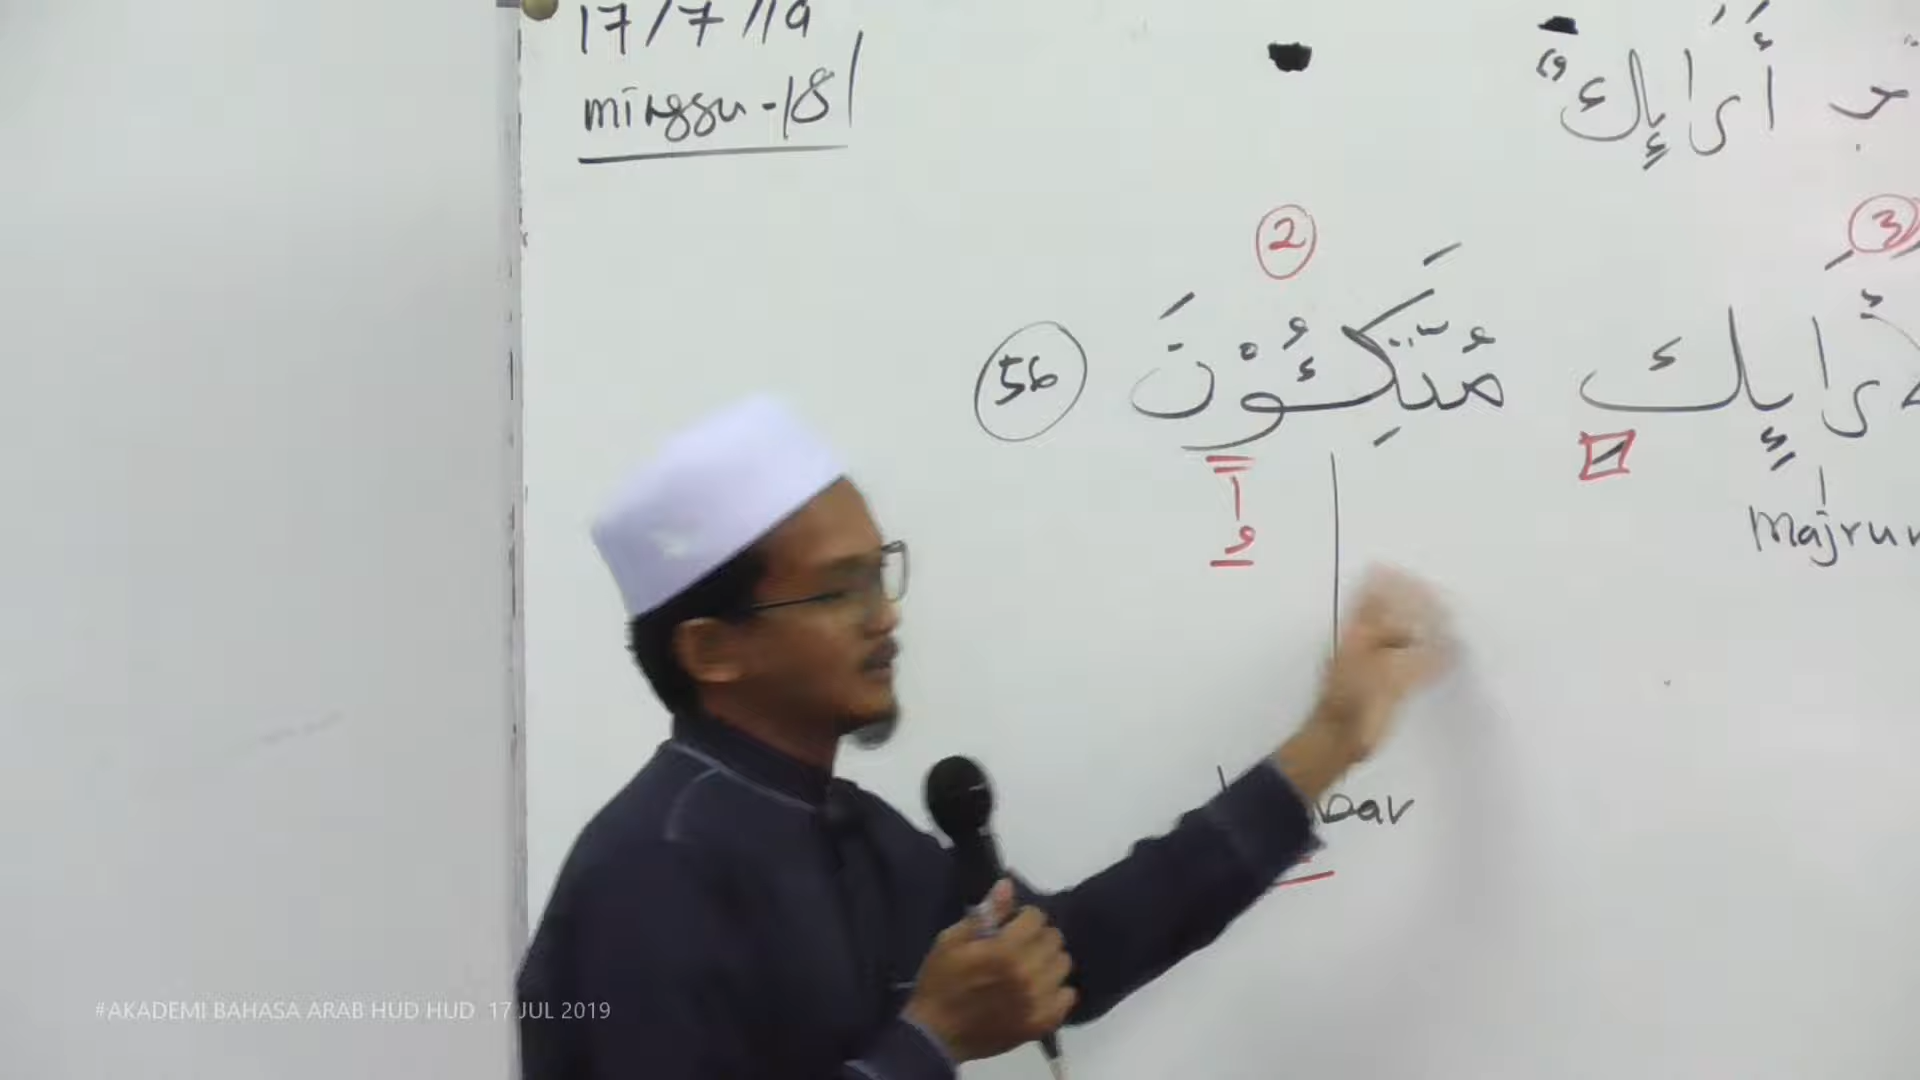 17/7/19
minggu-18
أَرَائِك
2
3
رَائِك مُتَّكِئُوْنَ 56
و
majru
bar
#AKADEMI BAHASA ARAB HUD HUD 17 JUL 2019